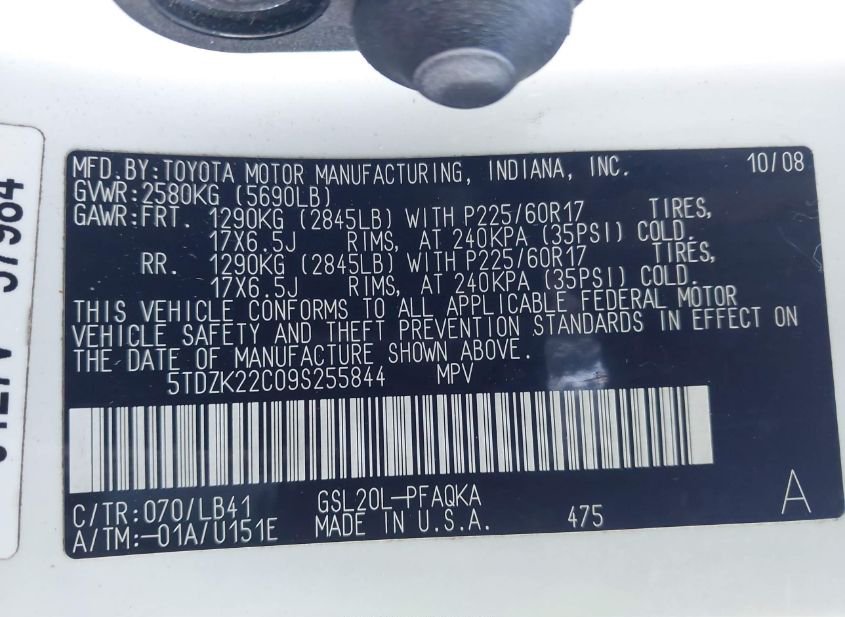 MFD.BY:TOYOTA MOTOR MANUFACTURING, INDIANA, INC. 10/08
GVWR:2580KG (5690LB)
GAWR:FRT. 1290KG (2845LB) WITH P225/60R17 TIRES,
17X6.5J RIMS, AT 240KPA (35PSI) COLD.
RR. 1290KG (2845LB) WITH P225/60R17 TIRES,
17X6.5J RIMS, AT 240KPA (35PSI) COLD.
THIS VEHICLE CONFORMS TO ALL APPLICABLE FEDERAL MOTOR
VEHICLE SAFETY AND THEFT PREVENTION STANDARDS IN EFFECT ON
THE DATE OF MANUFACTURE SHOWN ABOVE.
5TDZK22C09S255844 MPV
C/TR:070/LB41 GSL20L-PFAQKA
A/TM:-01A/U151E MADE IN U.S.A. 475 A